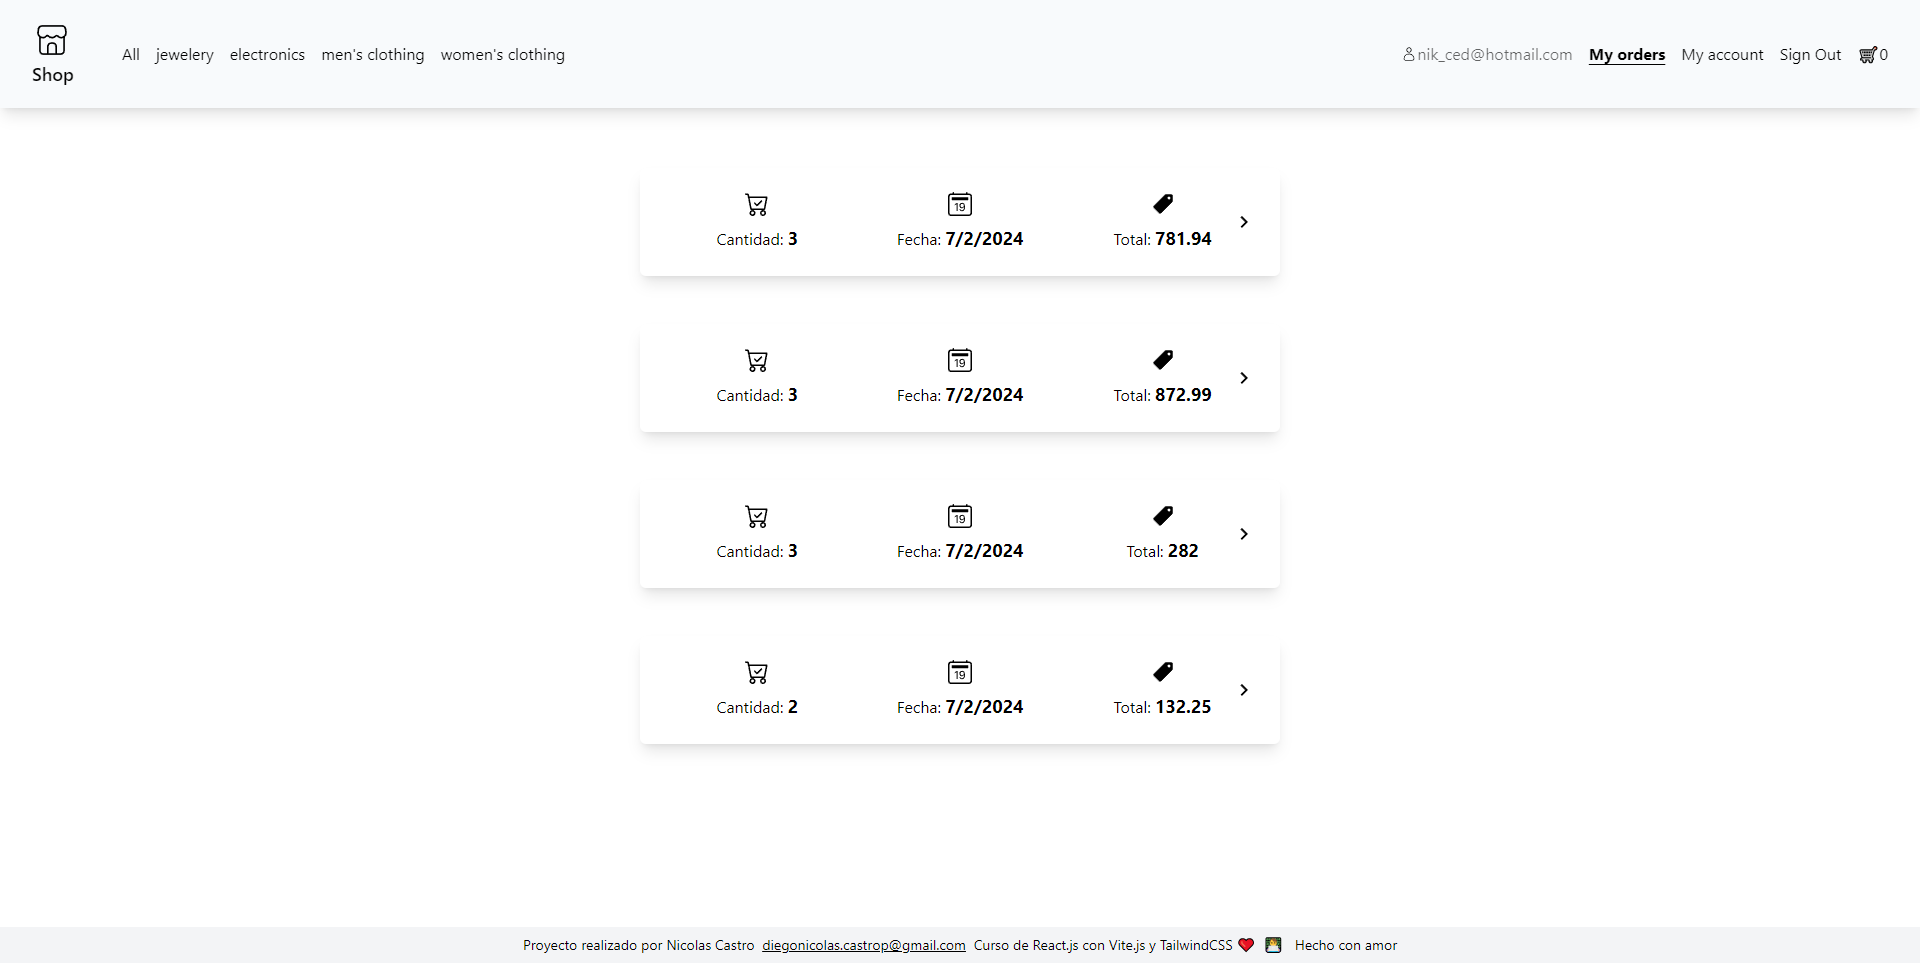 Shop
All jewelery electronics men's clothing women's clothing
nik_ced@hotmail.com My orders My account Sign Out 0
19
Cantidad: 3 Fecha: 7/2/2024 Total: 781.94
19
Cantidad: 3 Fecha: 7/2/2024 Total: 872.99
19
Cantidad: 3 Fecha: 7/2/2024 Total: 282
19
Cantidad: 2 Fecha: 7/2/2024 Total: 132.25
Proyecto realizado por Nicolas Castro diegonicolas.castrop@gmail.com Curso de React.js con Vite.js y TailwindCSS ❤️ 👨‍💻 Hecho con amor